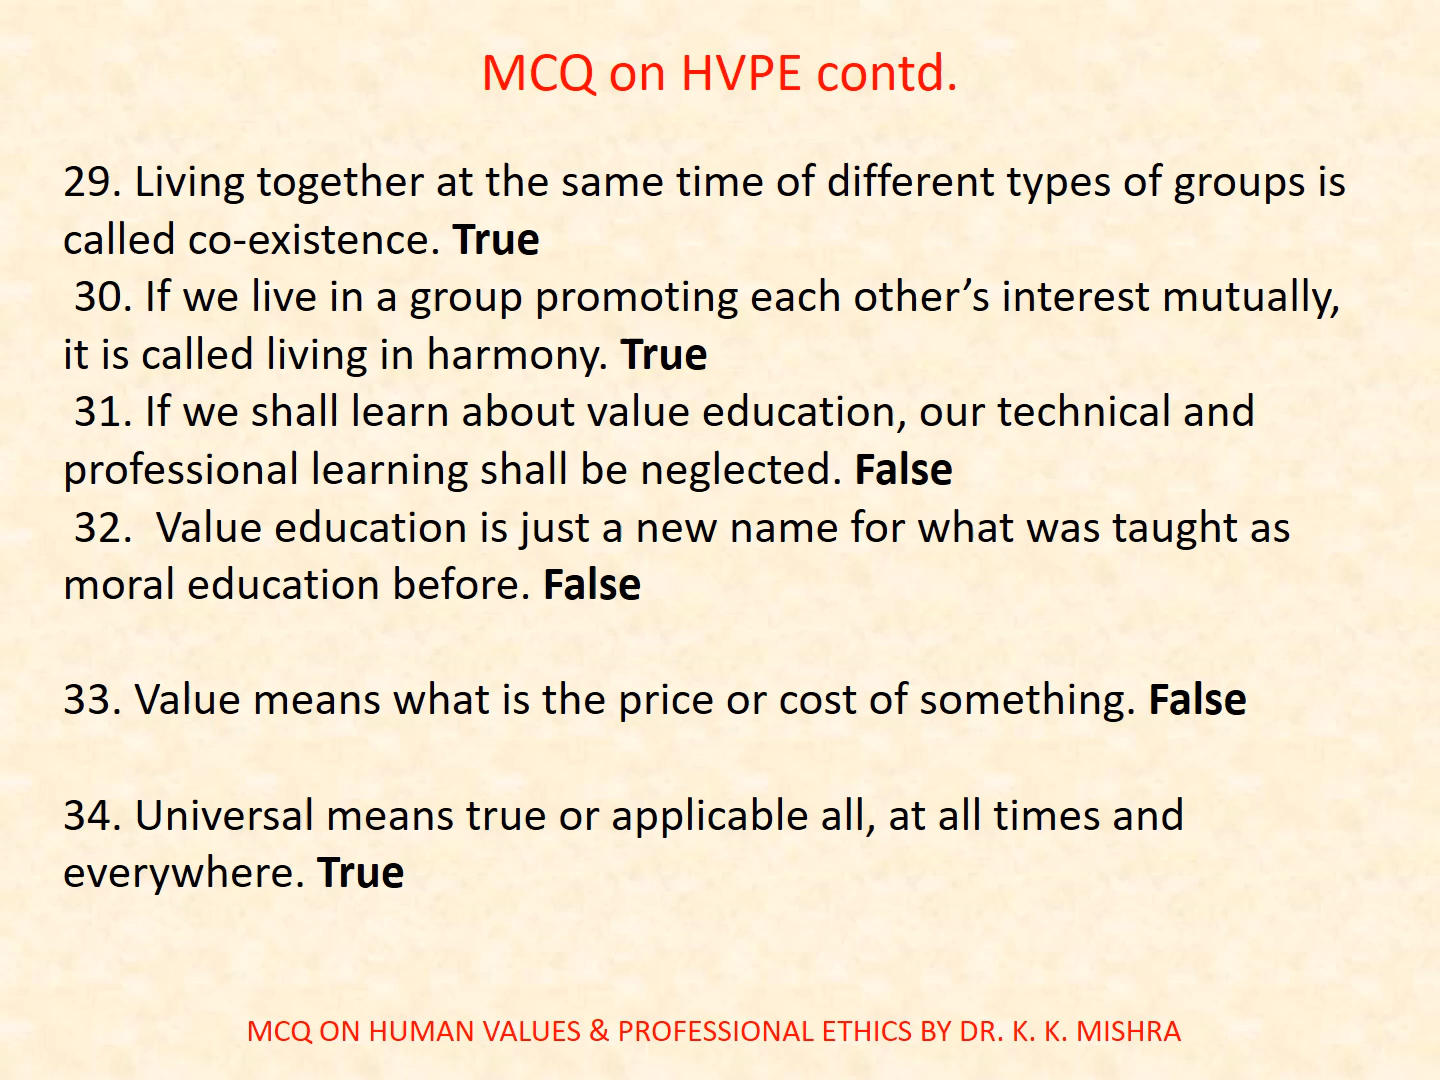 MCQ on HVPE contd.
29. Living together at the same time of different types of groups is
called co-existence. True
30. If we live in a group promoting each other’s interest mutually,
it is called living in harmony. True
31. If we shall learn about value education, our technical and
professional learning shall be neglected. False
32.  Value education is just a new name for what was taught as
moral education before. False
33. Value means what is the price or cost of something. False
34. Universal means true or applicable all, at all times and
everywhere. True
MCQ ON HUMAN VALUES & PROFESSIONAL ETHICS BY DR. K. K. MISHRA